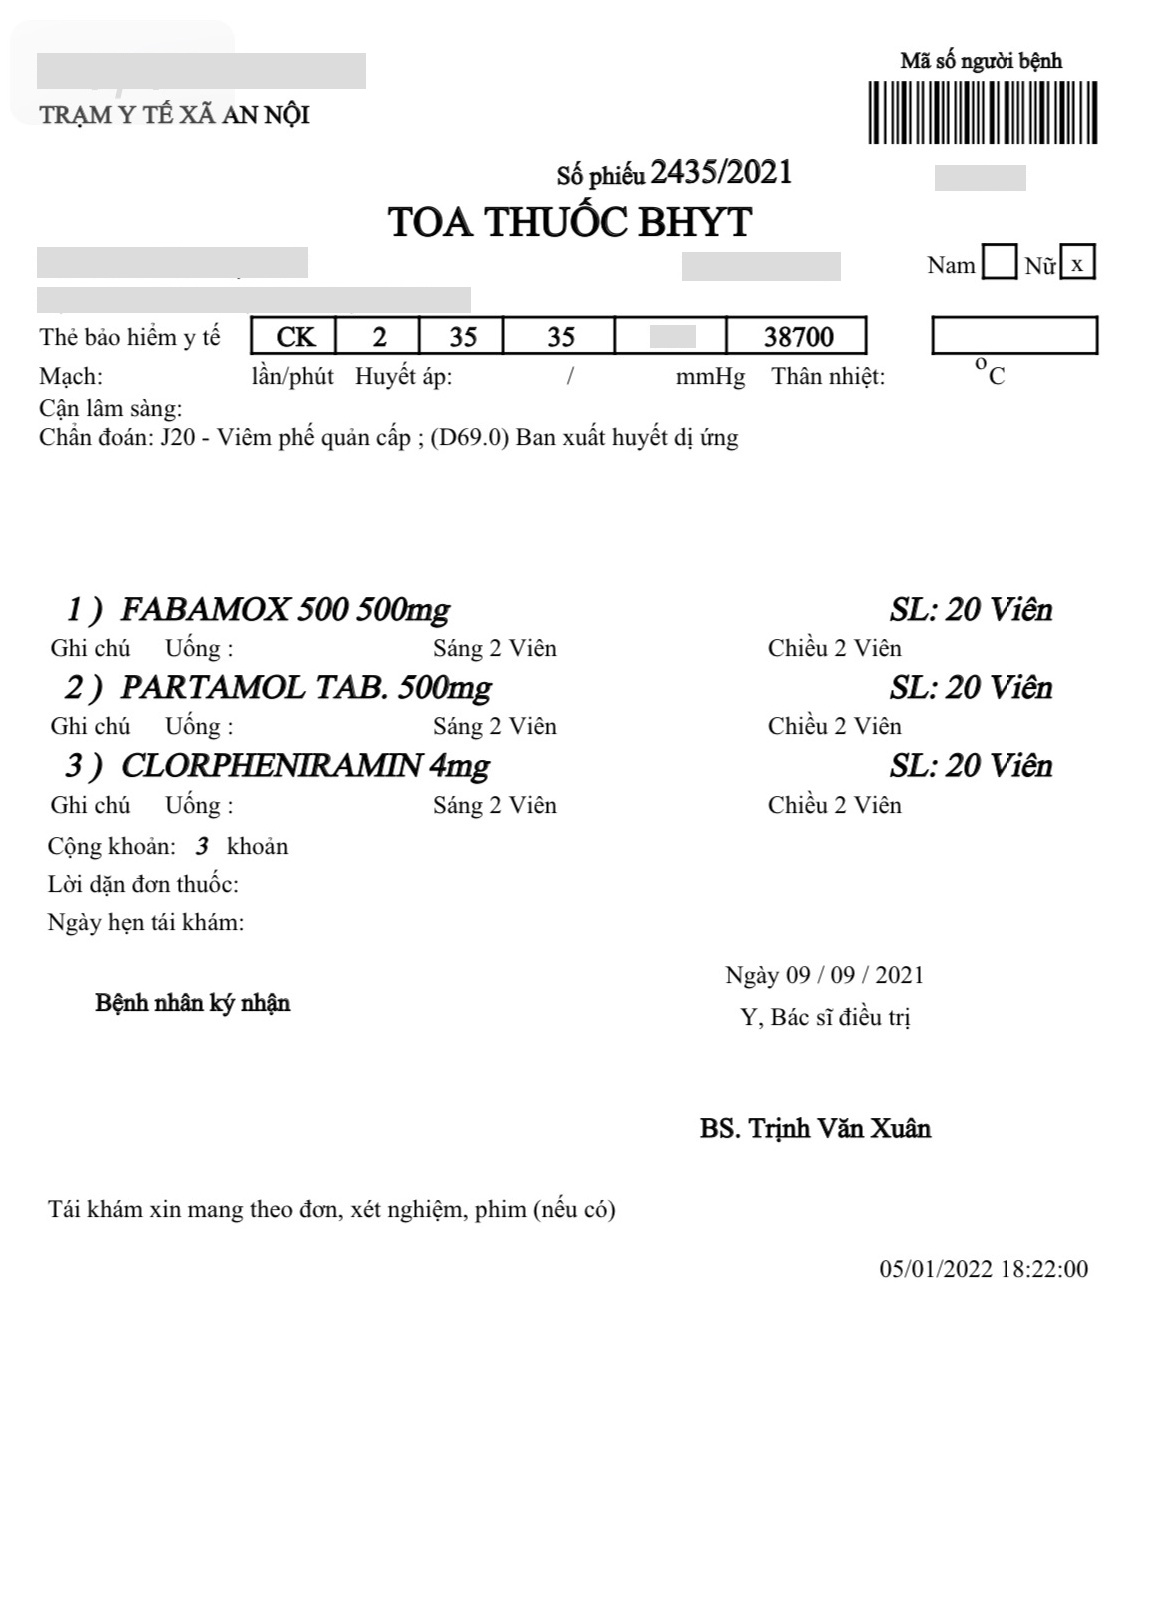 Mã số người bệnh
TRẠM Y TẾ XÃ AN NỘI
Số phiếu 2435/2021
TOA THUỐC BHYT
Nam Nữ x
Thẻ bảo hiểm y tế CK 2 35 35 38700
Mạch: lần/phút Huyết áp: / mmHg Thân nhiệt: °C
Cận lâm sàng:
Chẩn đoán: J20 - Viêm phế quản cấp ; (D69.0) Ban xuất huyết dị ứng
1 ) FABAMOX 500 500mg SL: 20 Viên
Ghi chú Uống : Sáng 2 Viên Chiều 2 Viên
2 ) PARTAMOL TAB. 500mg SL: 20 Viên
Ghi chú Uống : Sáng 2 Viên Chiều 2 Viên
3 ) CLORPHENIRAMIN 4mg SL: 20 Viên
Ghi chú Uống : Sáng 2 Viên Chiều 2 Viên
Cộng khoản: 3 khoản
Lời dặn đơn thuốc:
Ngày hẹn tái khám:
Ngày 09 / 09 / 2021
Bệnh nhân ký nhận
Y, Bác sĩ điều trị
BS. Trịnh Văn Xuân
Tái khám xin mang theo đơn, xét nghiệm, phim (nếu có)
05/01/2022 18:22:00